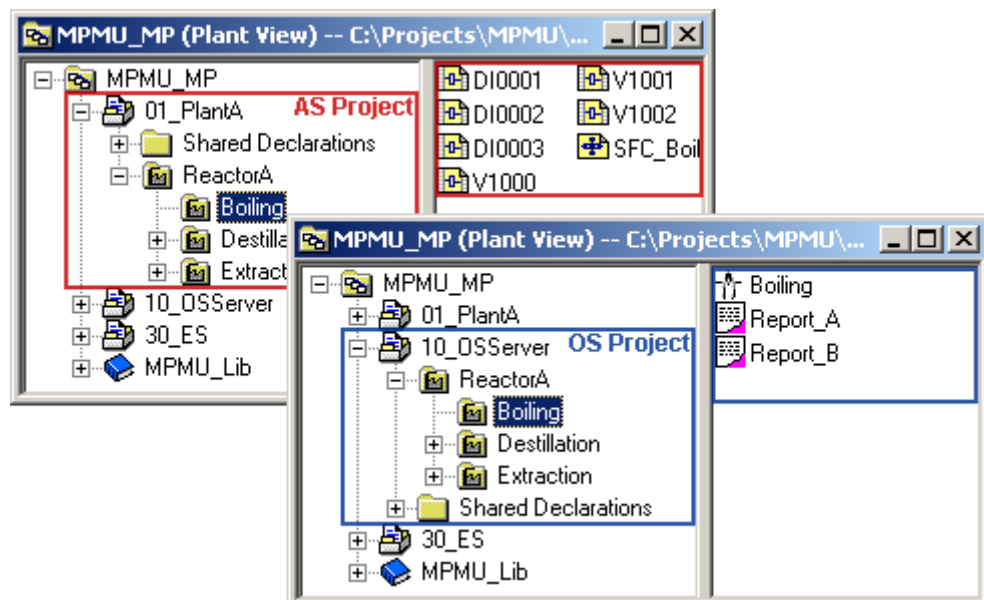 MPMU_MP (Plant View) -- C:\Projects\MPMU\...
MPMU_MP
01_PlantA
AS Project
Shared Declarations
ReactorA
Boiling
Destilla
Extract
10_OSServer
30_ES
MPMU_Lib
DI0001 V1001
DI0002 V1002
DI0003 SFC_Boil
V1000
MPMU_MP (Plant View) -- C:\Projects\MPMU\...
MPMU_MP
01_PlantA
10_OSServer OS Project
ReactorA
Boiling
Destillation
Extraction
Shared Declarations
30_ES
MPMU_Lib
Boiling
Report_A
Report_B